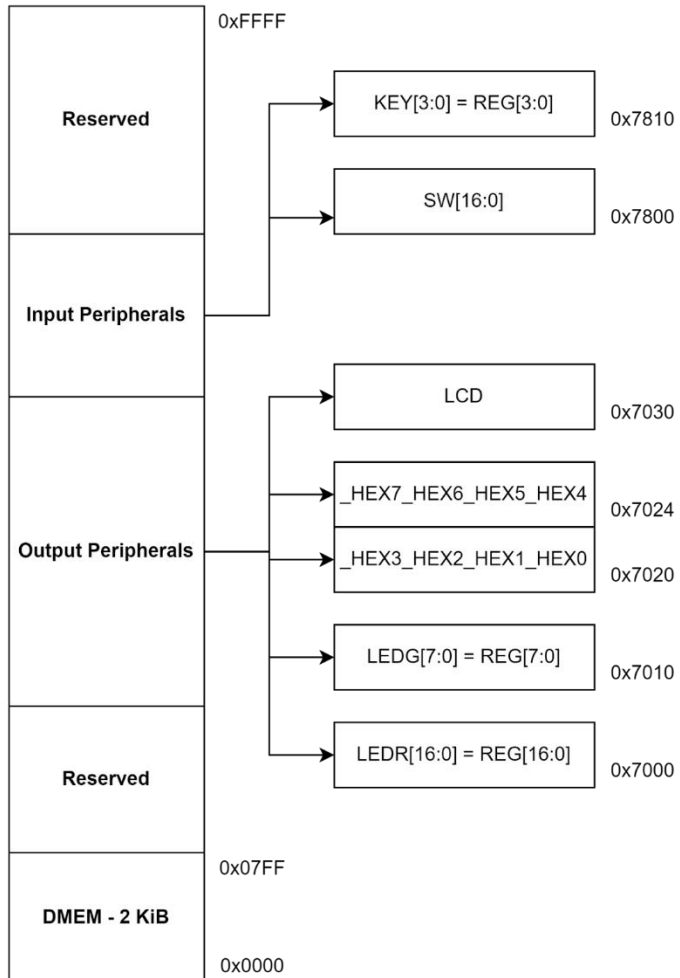 0xFFFF
Reserved
KEY[3:0] = REG[3:0]
0x7810
SW[16:0]
0x7800
Input Peripherals
LCD
0x7030
_HEX7_HEX6_HEX5_HEX4
0x7024
Output Peripherals
_HEX3_HEX2_HEX1_HEX0
0x7020
LEDG[7:0] = REG[7:0]
0x7010
LEDR[16:0] = REG[16:0]
0x7000
Reserved
0x07FF
DMEM - 2 KiB
0x0000